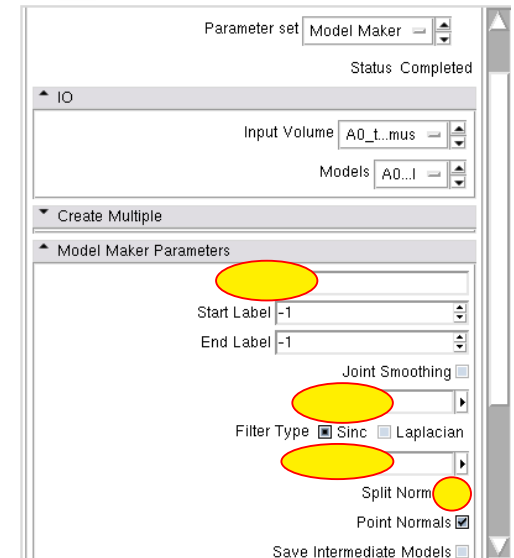 Parameter set Model Maker
Status Completed
IO
Input Volume A0_t...mus
Models A0...l
Create Multiple
Model Maker Parameters
Start Label -1
End Label -1
Joint Smoothing
Filter Type Sinc Laplacian
Split Norm
Point Normals
Save Intermediate Models